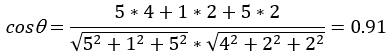 cosθ = (5 * 4 + 1 * 2 + 5 * 2) / (√(5² + 1² + 5²) * √(4² + 2² + 2²)) = 0.91